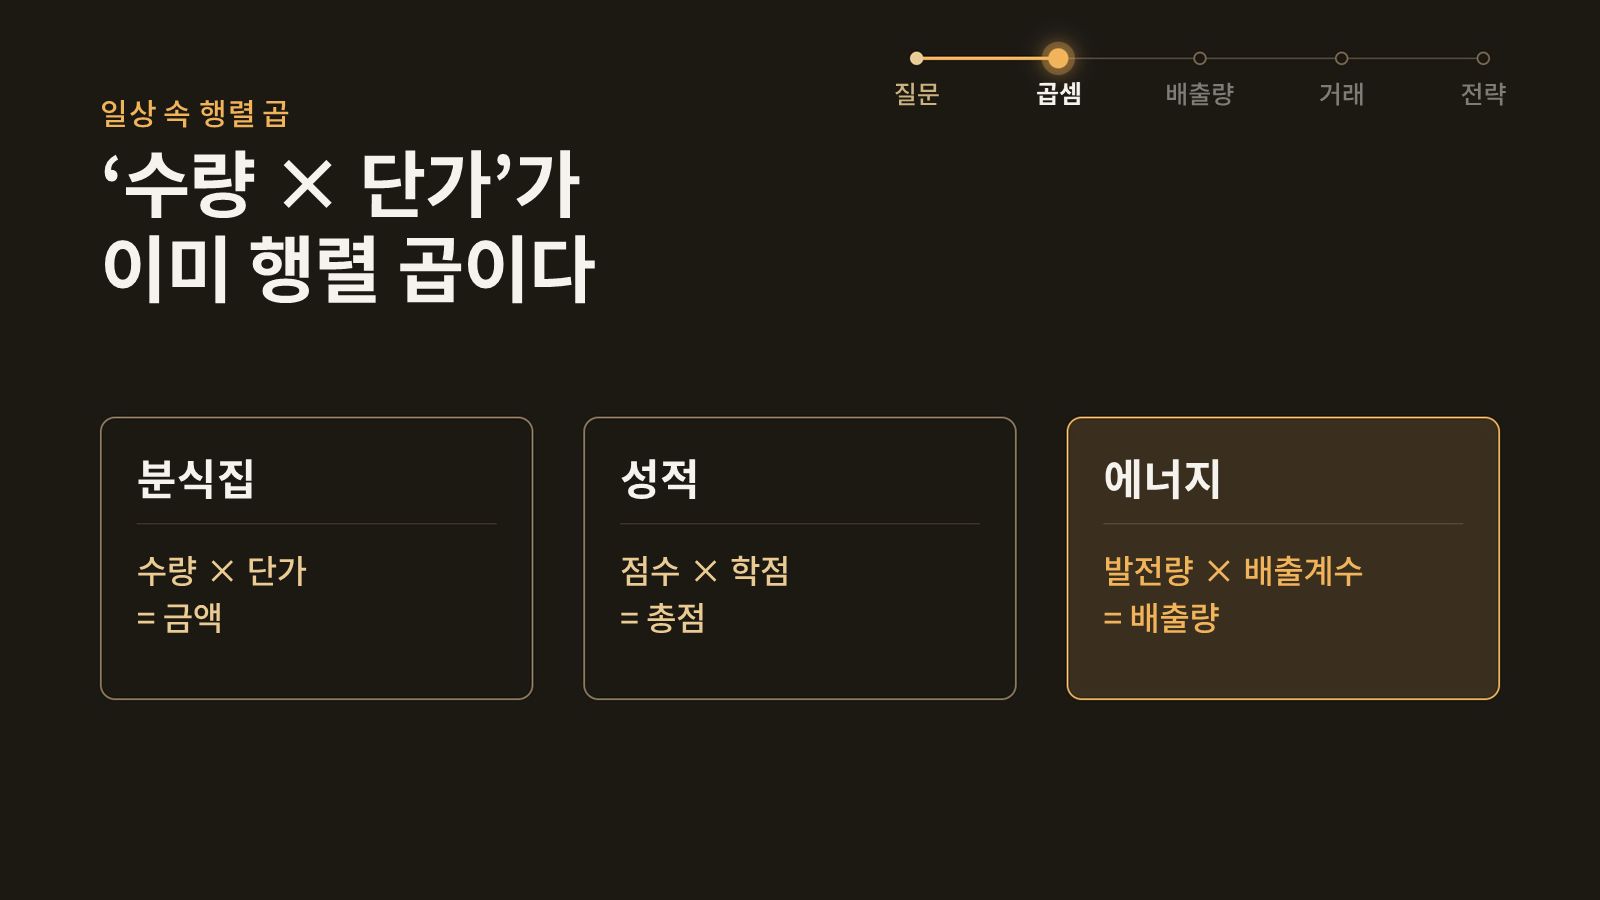 질문
곱셈
배출량
거래
전략
일상 속 행렬 곱
‘수량 × 단가’가
이미 행렬 곱이다
분식집
수량 × 단가
= 금액
성적
점수 × 학점
= 총점
에너지
발전량 × 배출계수
= 배출량